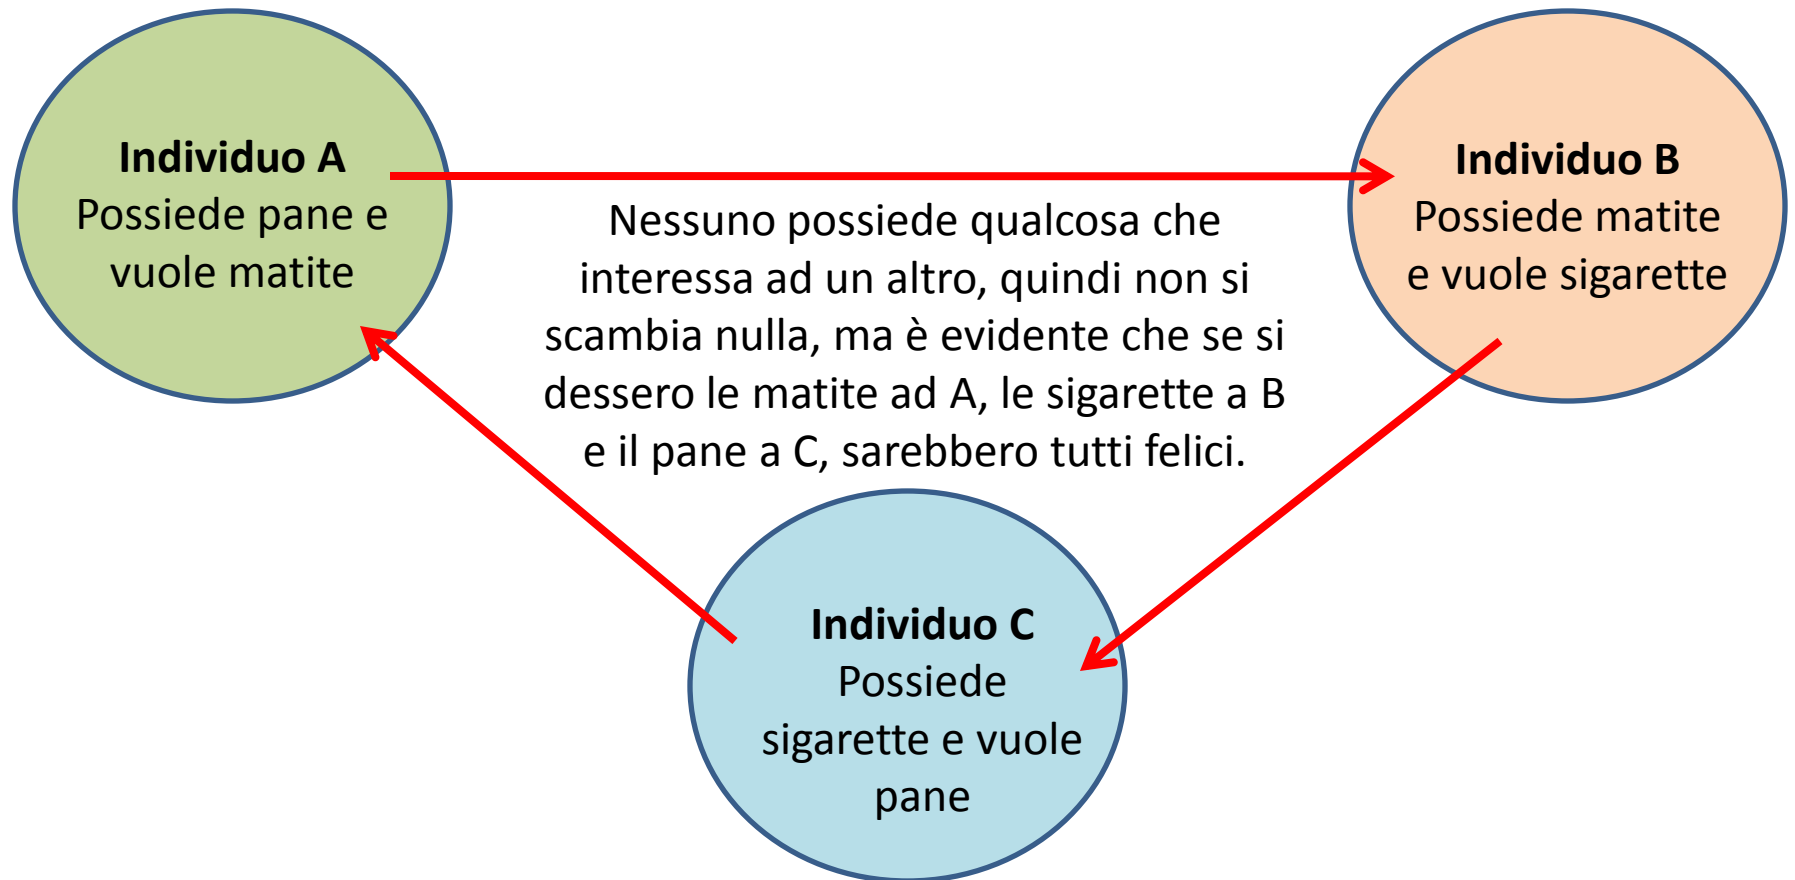 Individuo A
Possiede pane e
vuole matite
Individuo B
Possiede matite
e vuole sigarette
Nessuno possiede qualcosa che
interessa ad un altro, quindi non si
scambia nulla, ma è evidente che se si
dessero le matite ad A, le sigarette a B
e il pane a C, sarebbero tutti felici.
Individuo C
Possiede
sigarette e vuole
pane